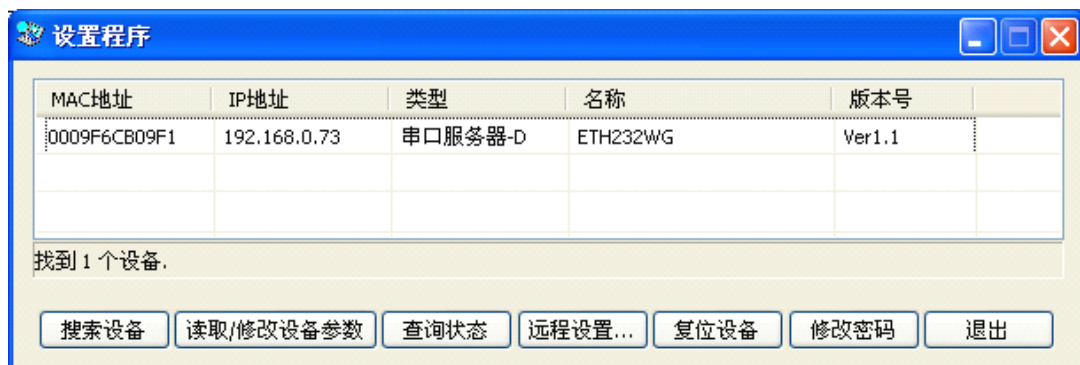 设置程序
MAC地址 IP地址 类型 名称 版本号
0009F6CB09F1 192.168.0.73 串口服务器-D ETH232WG Ver1.1
找到 1 个设备.
搜索设备 读取/修改设备参数 查询状态 远程设置... 复位设备 修改密码 退出